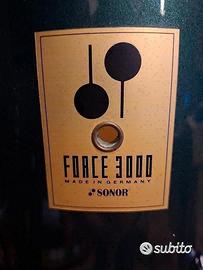 FORCE 3000
MADE IN GERMANY
SONOR®
subito